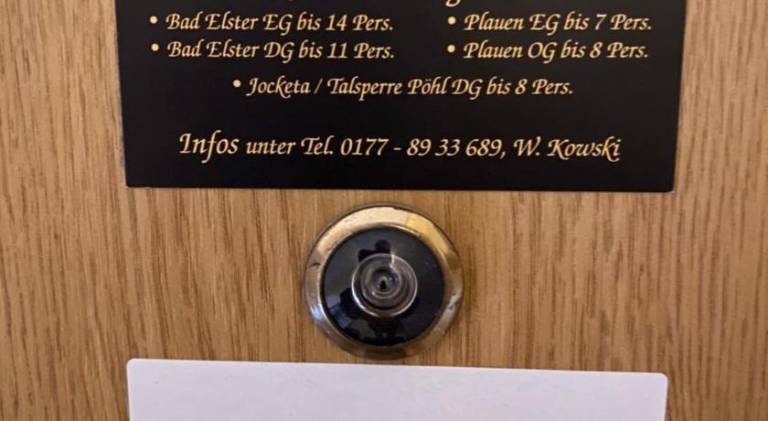 • Bad Elster EG bis 14 Pers. • Plauen EG bis 7 Pers.
• Bad Elster DG bis 11 Pers. • Plauen OG bis 8 Pers.
• Jocketa / Talsperre Pöhl DG bis 8 Pers.
Infos unter Tel. 0177 - 89 33 689, W. Kowski